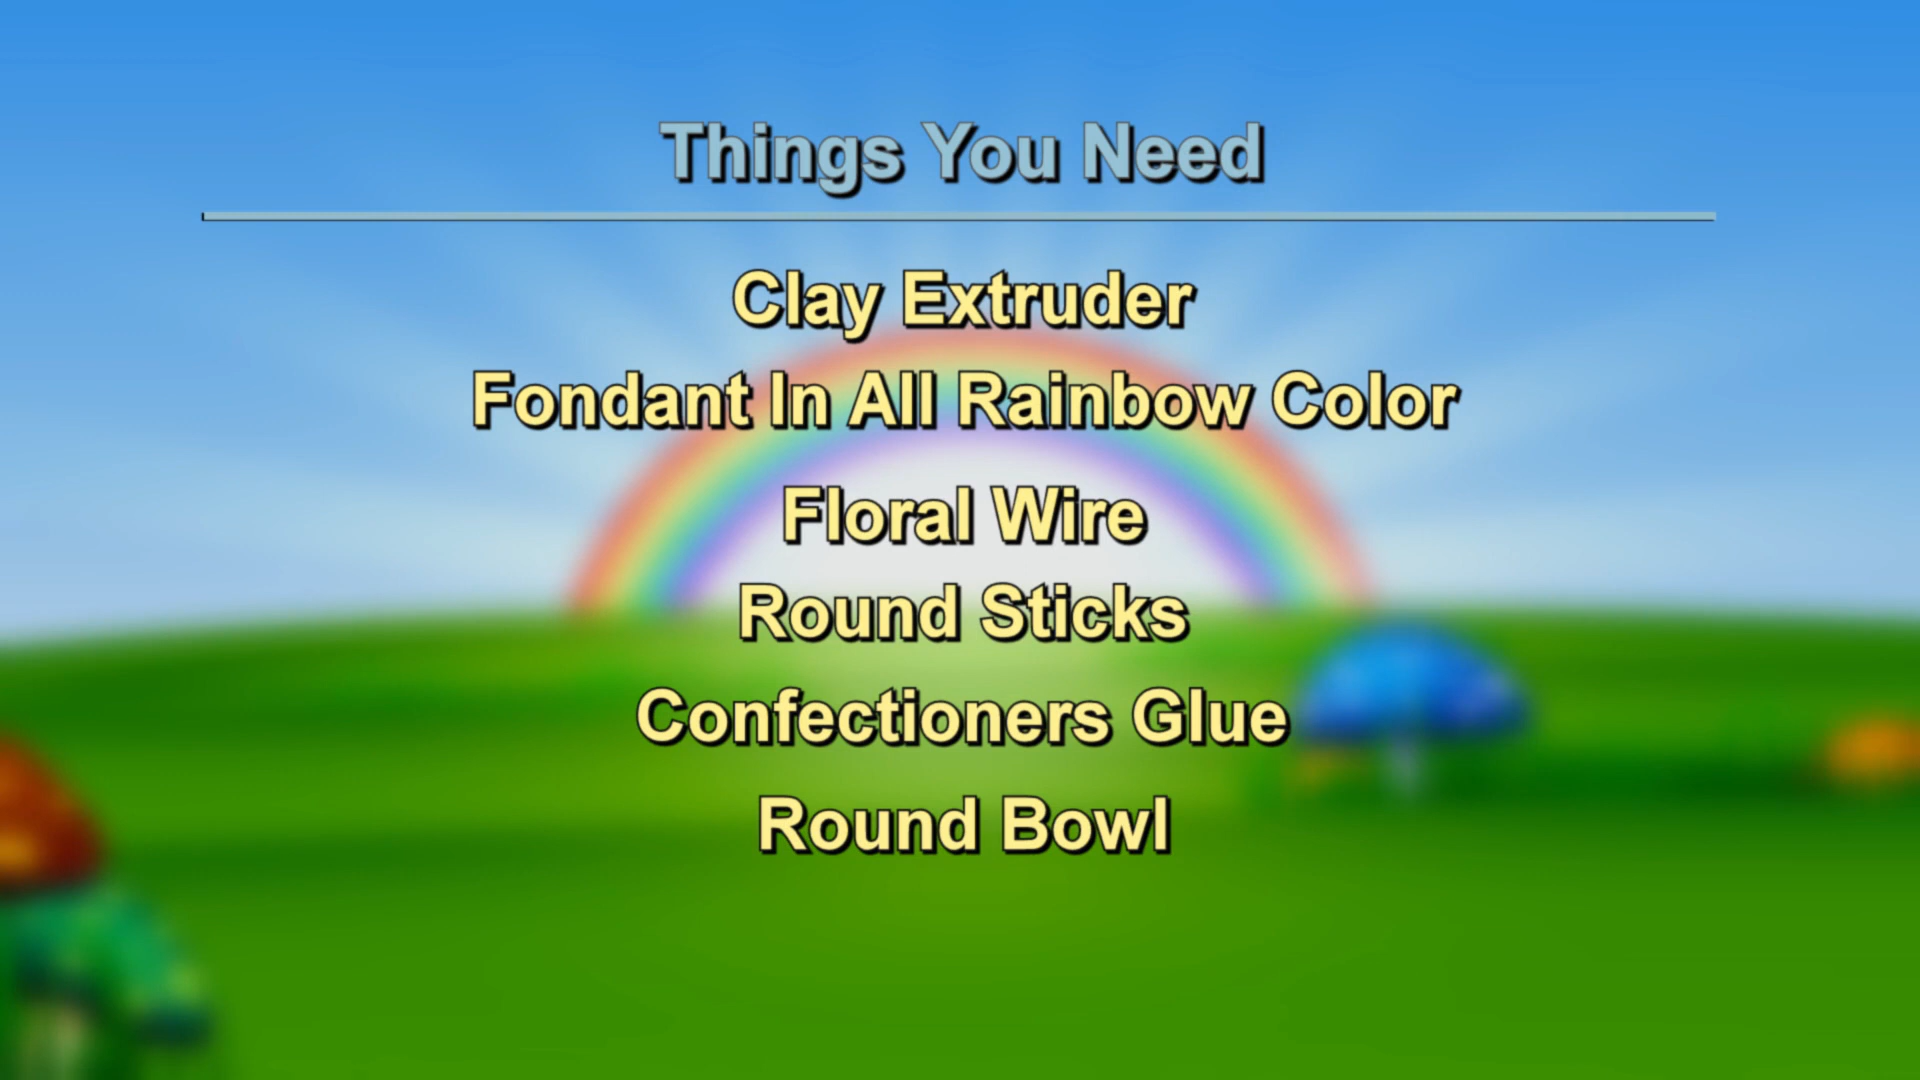 Things You Need
Clay Extruder
Fondant In All Rainbow Color
Floral Wire
Round Sticks
Confectioners Glue
Round Bowl